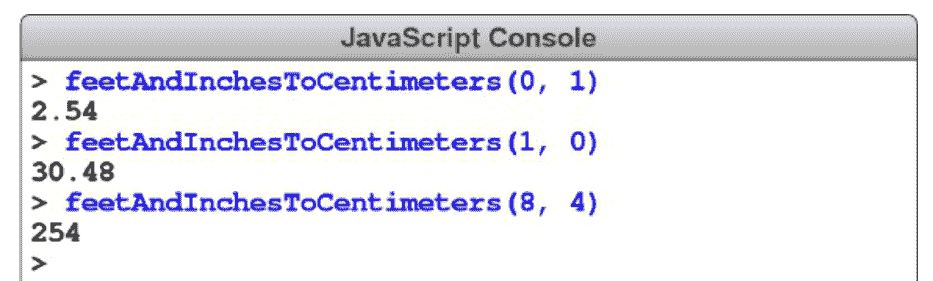 JavaScript Console
> feetAndInchesToCentimeters(0, 1)
2.54
> feetAndInchesToCentimeters(1, 0)
30.48
> feetAndInchesToCentimeters(8, 4)
254
>